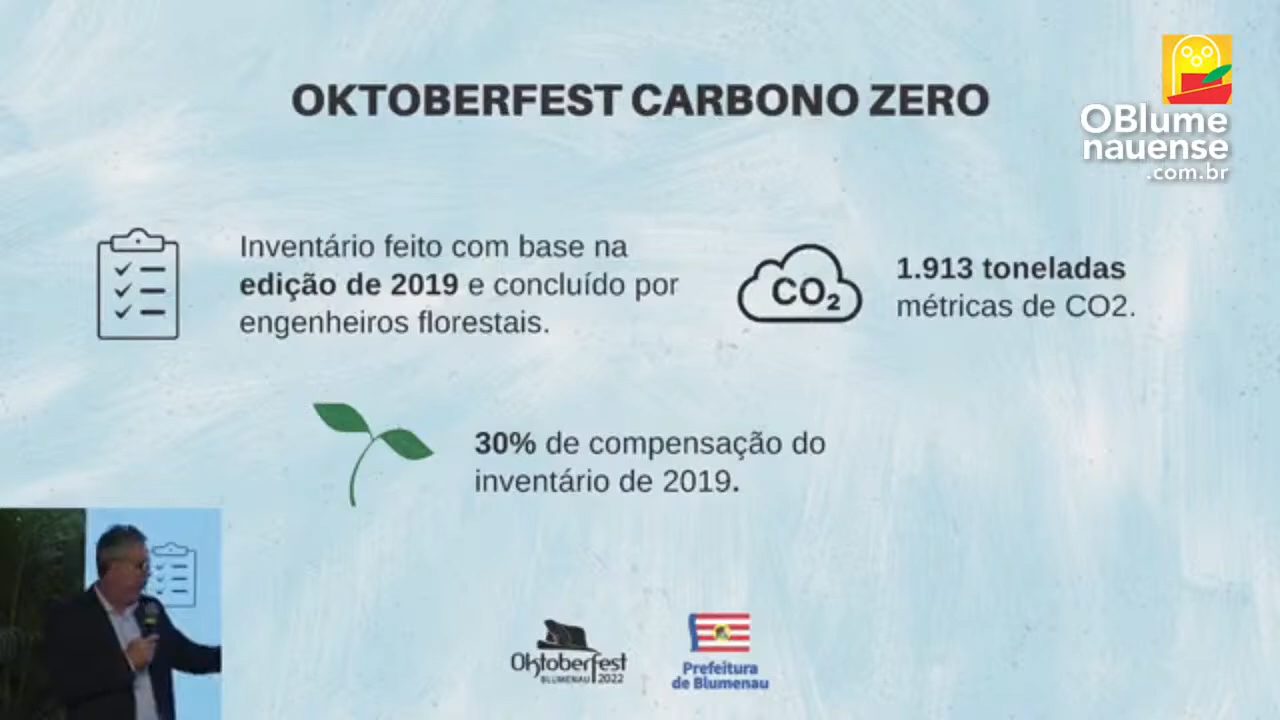 OKTOBERFEST CARBONO ZERO
OBlume
nauense
.com.br
Inventário feito com base na
edição de 2019 e concluído por
engenheiros florestais.
CO₂
1.913 toneladas
métricas de CO2.
30% de compensação do
inventário de 2019.
Oktoberfest
BLUMENAU 2022
Prefeitura
de Blumenau